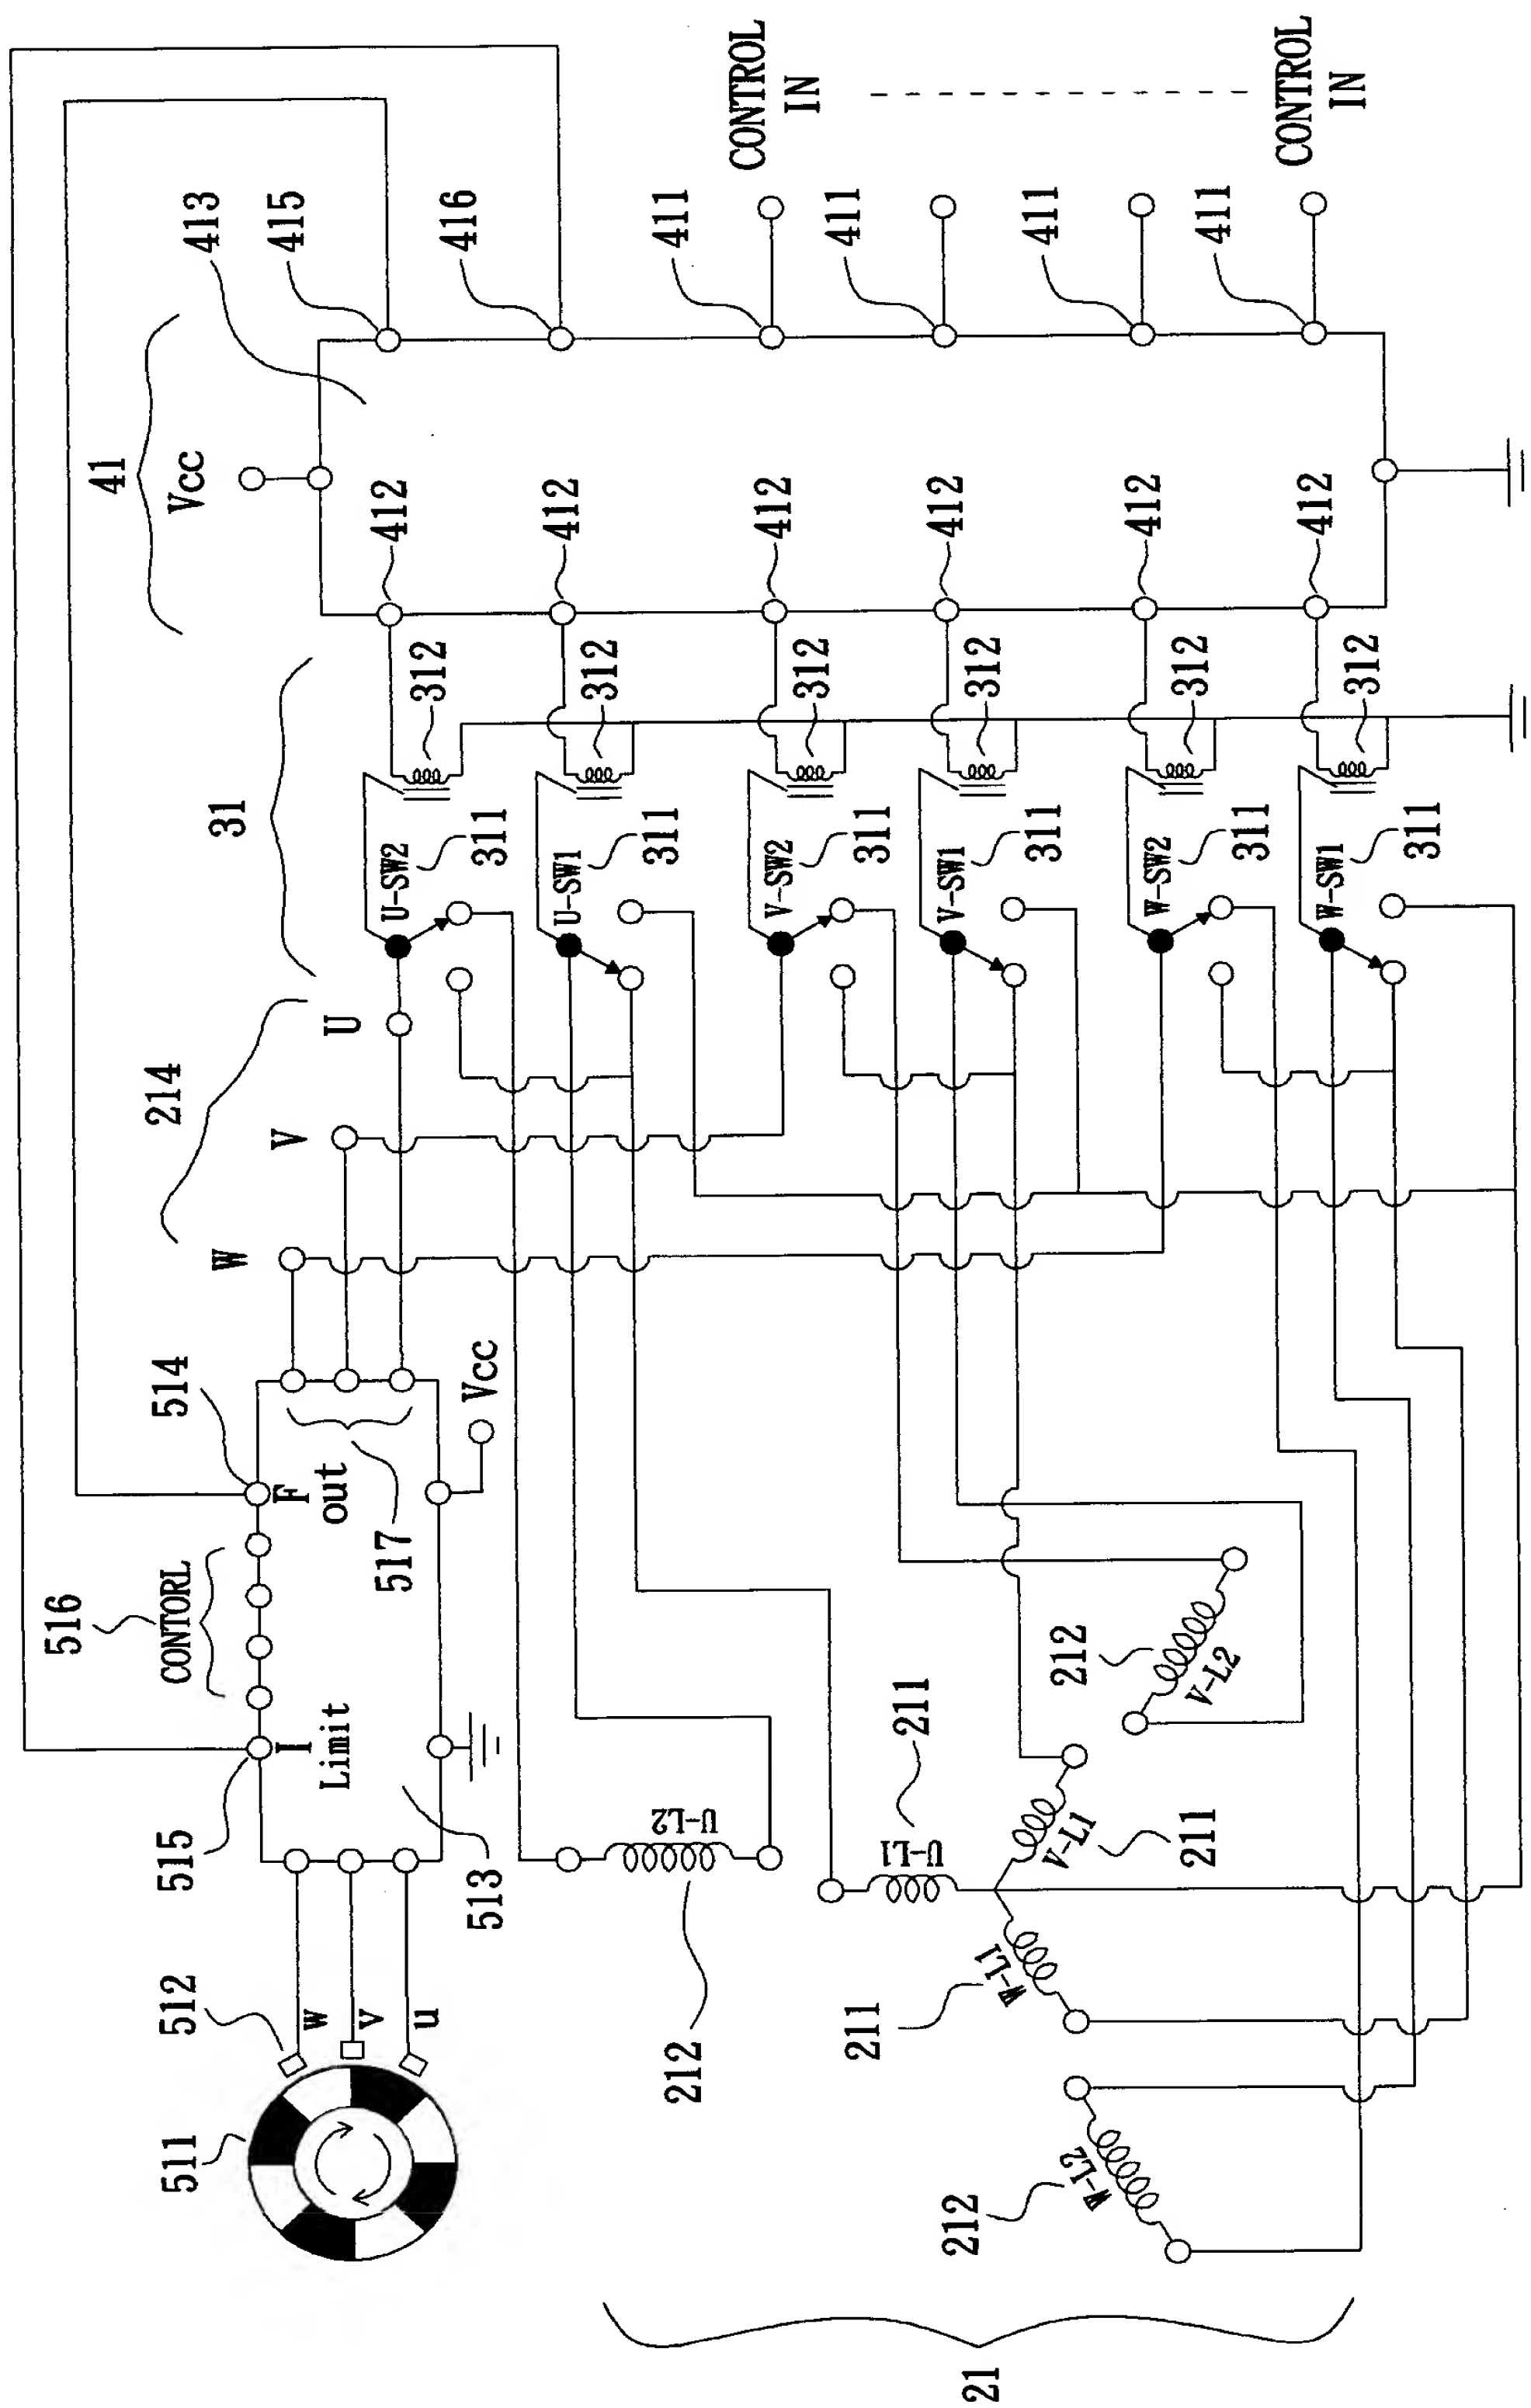 511
512
W
V
u
513
515
I
Limit
516
CONTORL
514
F
out
517
Vcc
W
V
U
214
31
41
Vcc
413
415
416
411
411
411
411
CONTROL
IN
CONTROL
IN
412
412
412
412
412
412
312
312
312
312
312
312
U-SW2
311
U-SW1
311
V-SW2
311
V-SW1
311
W-SW2
311
W-SW1
311
U-L2
212
U-L1
211
V-L1
211
V-L2
212
W-L1
211
W-L2
212
21